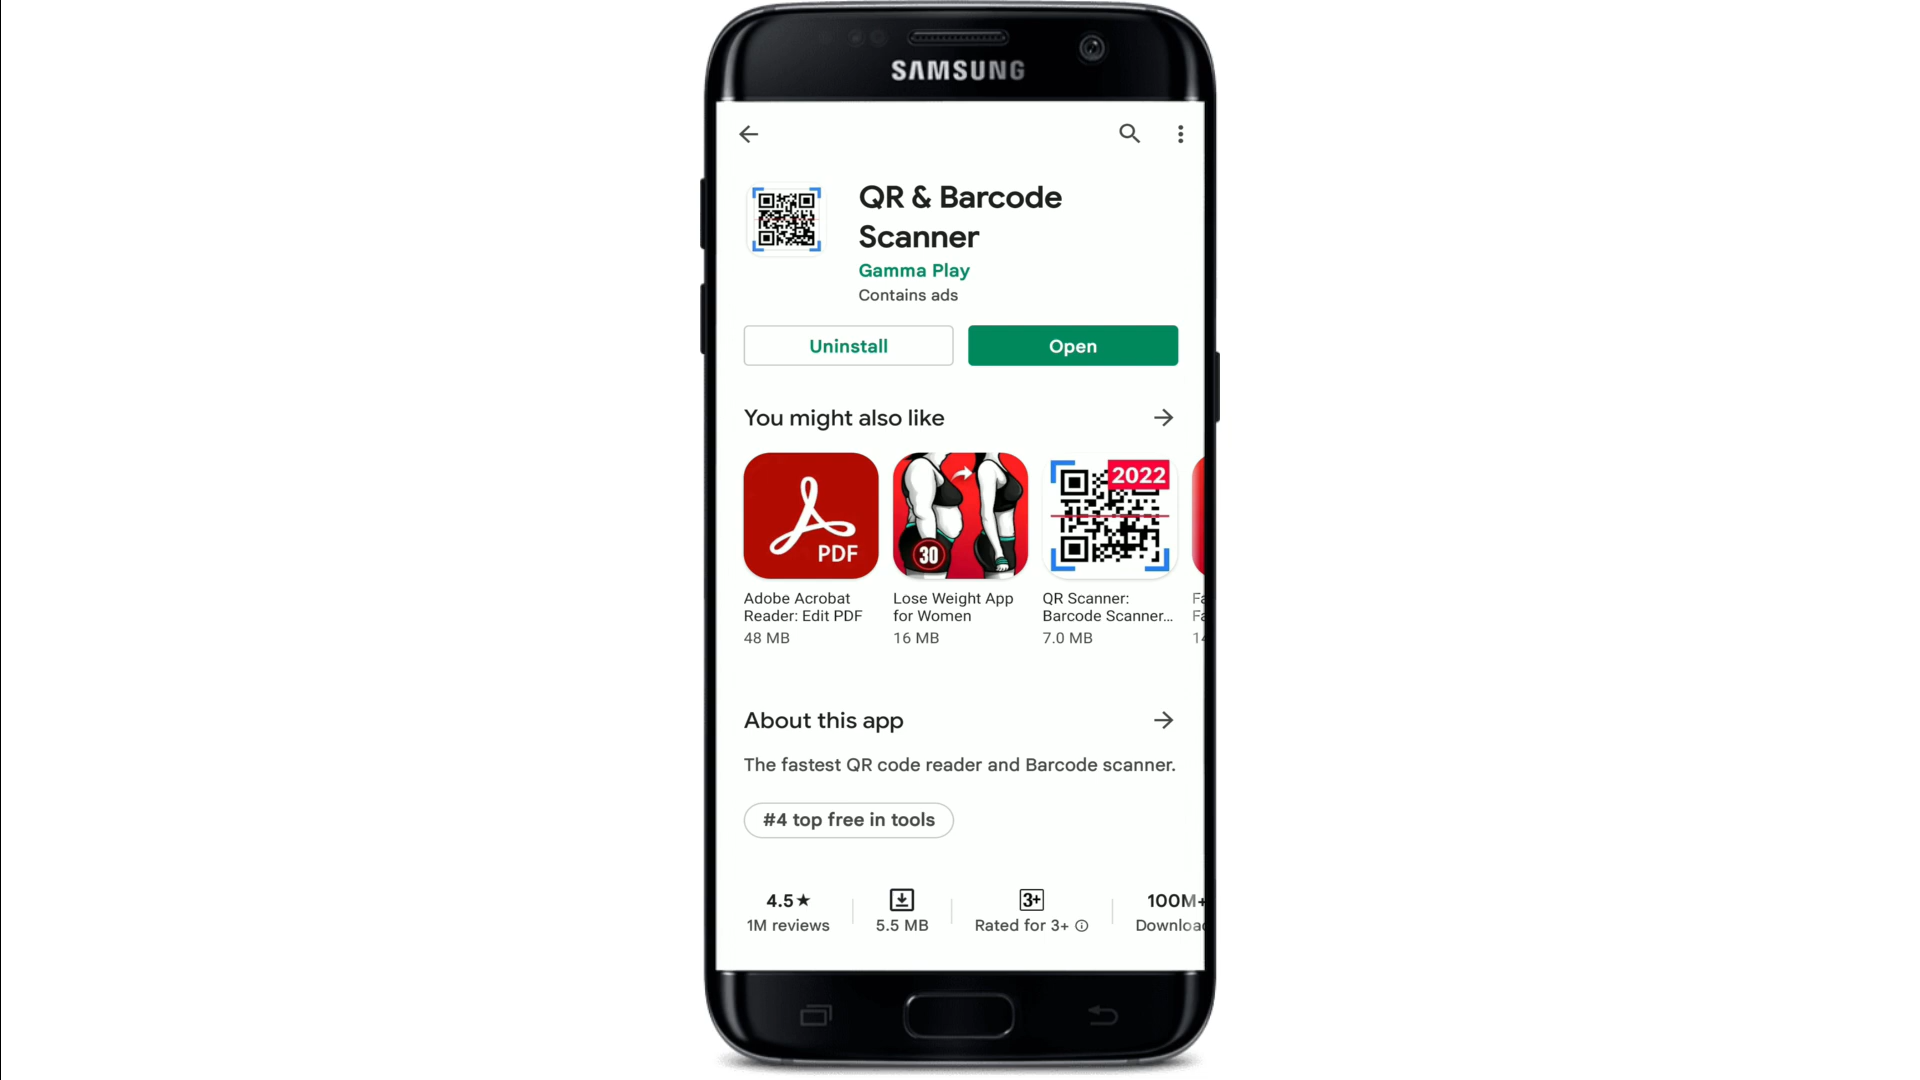 SAMSUNG
QR & Barcode
Scanner
Gamma Play
Contains ads
Uninstall
Open
You might also like
2022
PDF
30
Adobe Acrobat
Reader: Edit PDF
48 MB
Lose Weight App
for Women
16 MB
QR Scanner:
Barcode Scanner...
7.0 MB
About this app
The fastest QR code reader and Barcode scanner.
#4 top free in tools
4.5★
1M reviews
5.5 MB
3+
Rated for 3+
100M+